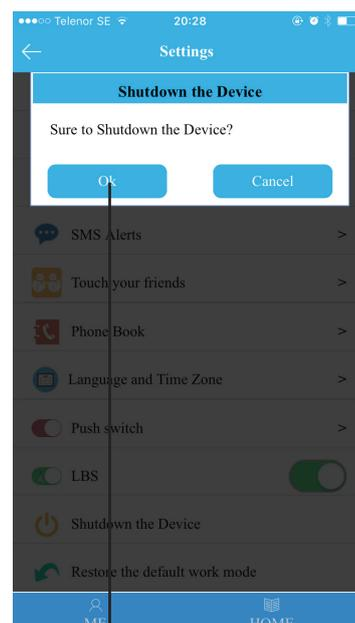 Telenor SE 20:28
Settings
Shutdown the Device
Sure to Shutdown the Device?
Ok Cancel
SMS Alerts >
Touch your friends >
Phone Book >
Language and Time Zone >
Push switch >
LBS
Shutdown the Device
Restore the default work mode
ME HOME